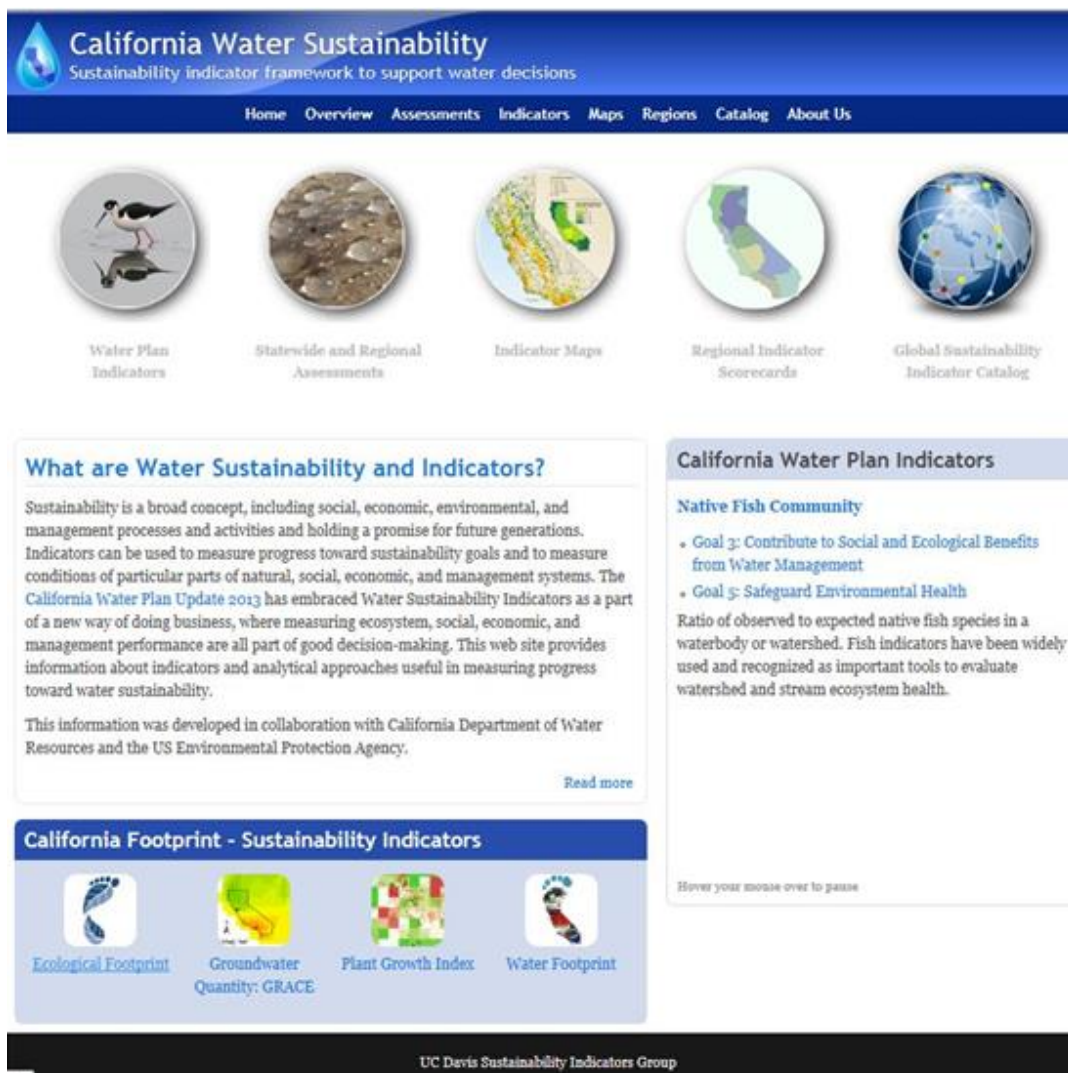 California Water Sustainability
Sustainability indicator framework to support water decisions
Home Overview Assessments Indicators Maps Regions Catalog About Us
Water Plan
Indicators
Statewide and Regional
Assessments
Indicator Maps
Regional Indicator
Scorecards
Global Sustainability
Indicator Catalog
What are Water Sustainability and Indicators?
Sustainability is a broad concept, including social, economic, environmental, and
management processes and activities and holding a promise for future generations.
Indicators can be used to measure progress toward sustainability goals and to measure
conditions of particular parts of natural, social, economic, and management systems. The
California Water Plan Update 2013 has embraced Water Sustainability Indicators as a part
of a new way of doing business, where measuring ecosystem, social, economic, and
management performance are all part of good decision-making. This web site provides
information about indicators and analytical approaches useful in measuring progress
toward water sustainability.
This information was developed in collaboration with California Department of Water
Resources and the US Environmental Protection Agency.
Read more
California Water Plan Indicators
Native Fish Community
• Goal 3: Contribute to Social and Ecological Benefits
from Water Management
• Goal 5: Safeguard Environmental Health
Ratio of observed to expected native fish species in a
waterbody or watershed. Fish indicators have been widely
used and recognized as important tools to evaluate
watershed and stream ecosystem health.
Hover your mouse over to pause
California Footprint - Sustainability Indicators
Ecological Footprint
Groundwater
Quantity: GRACE
Plant Growth Index
Water Footprint
UC Davis Sustainability Indicators Group